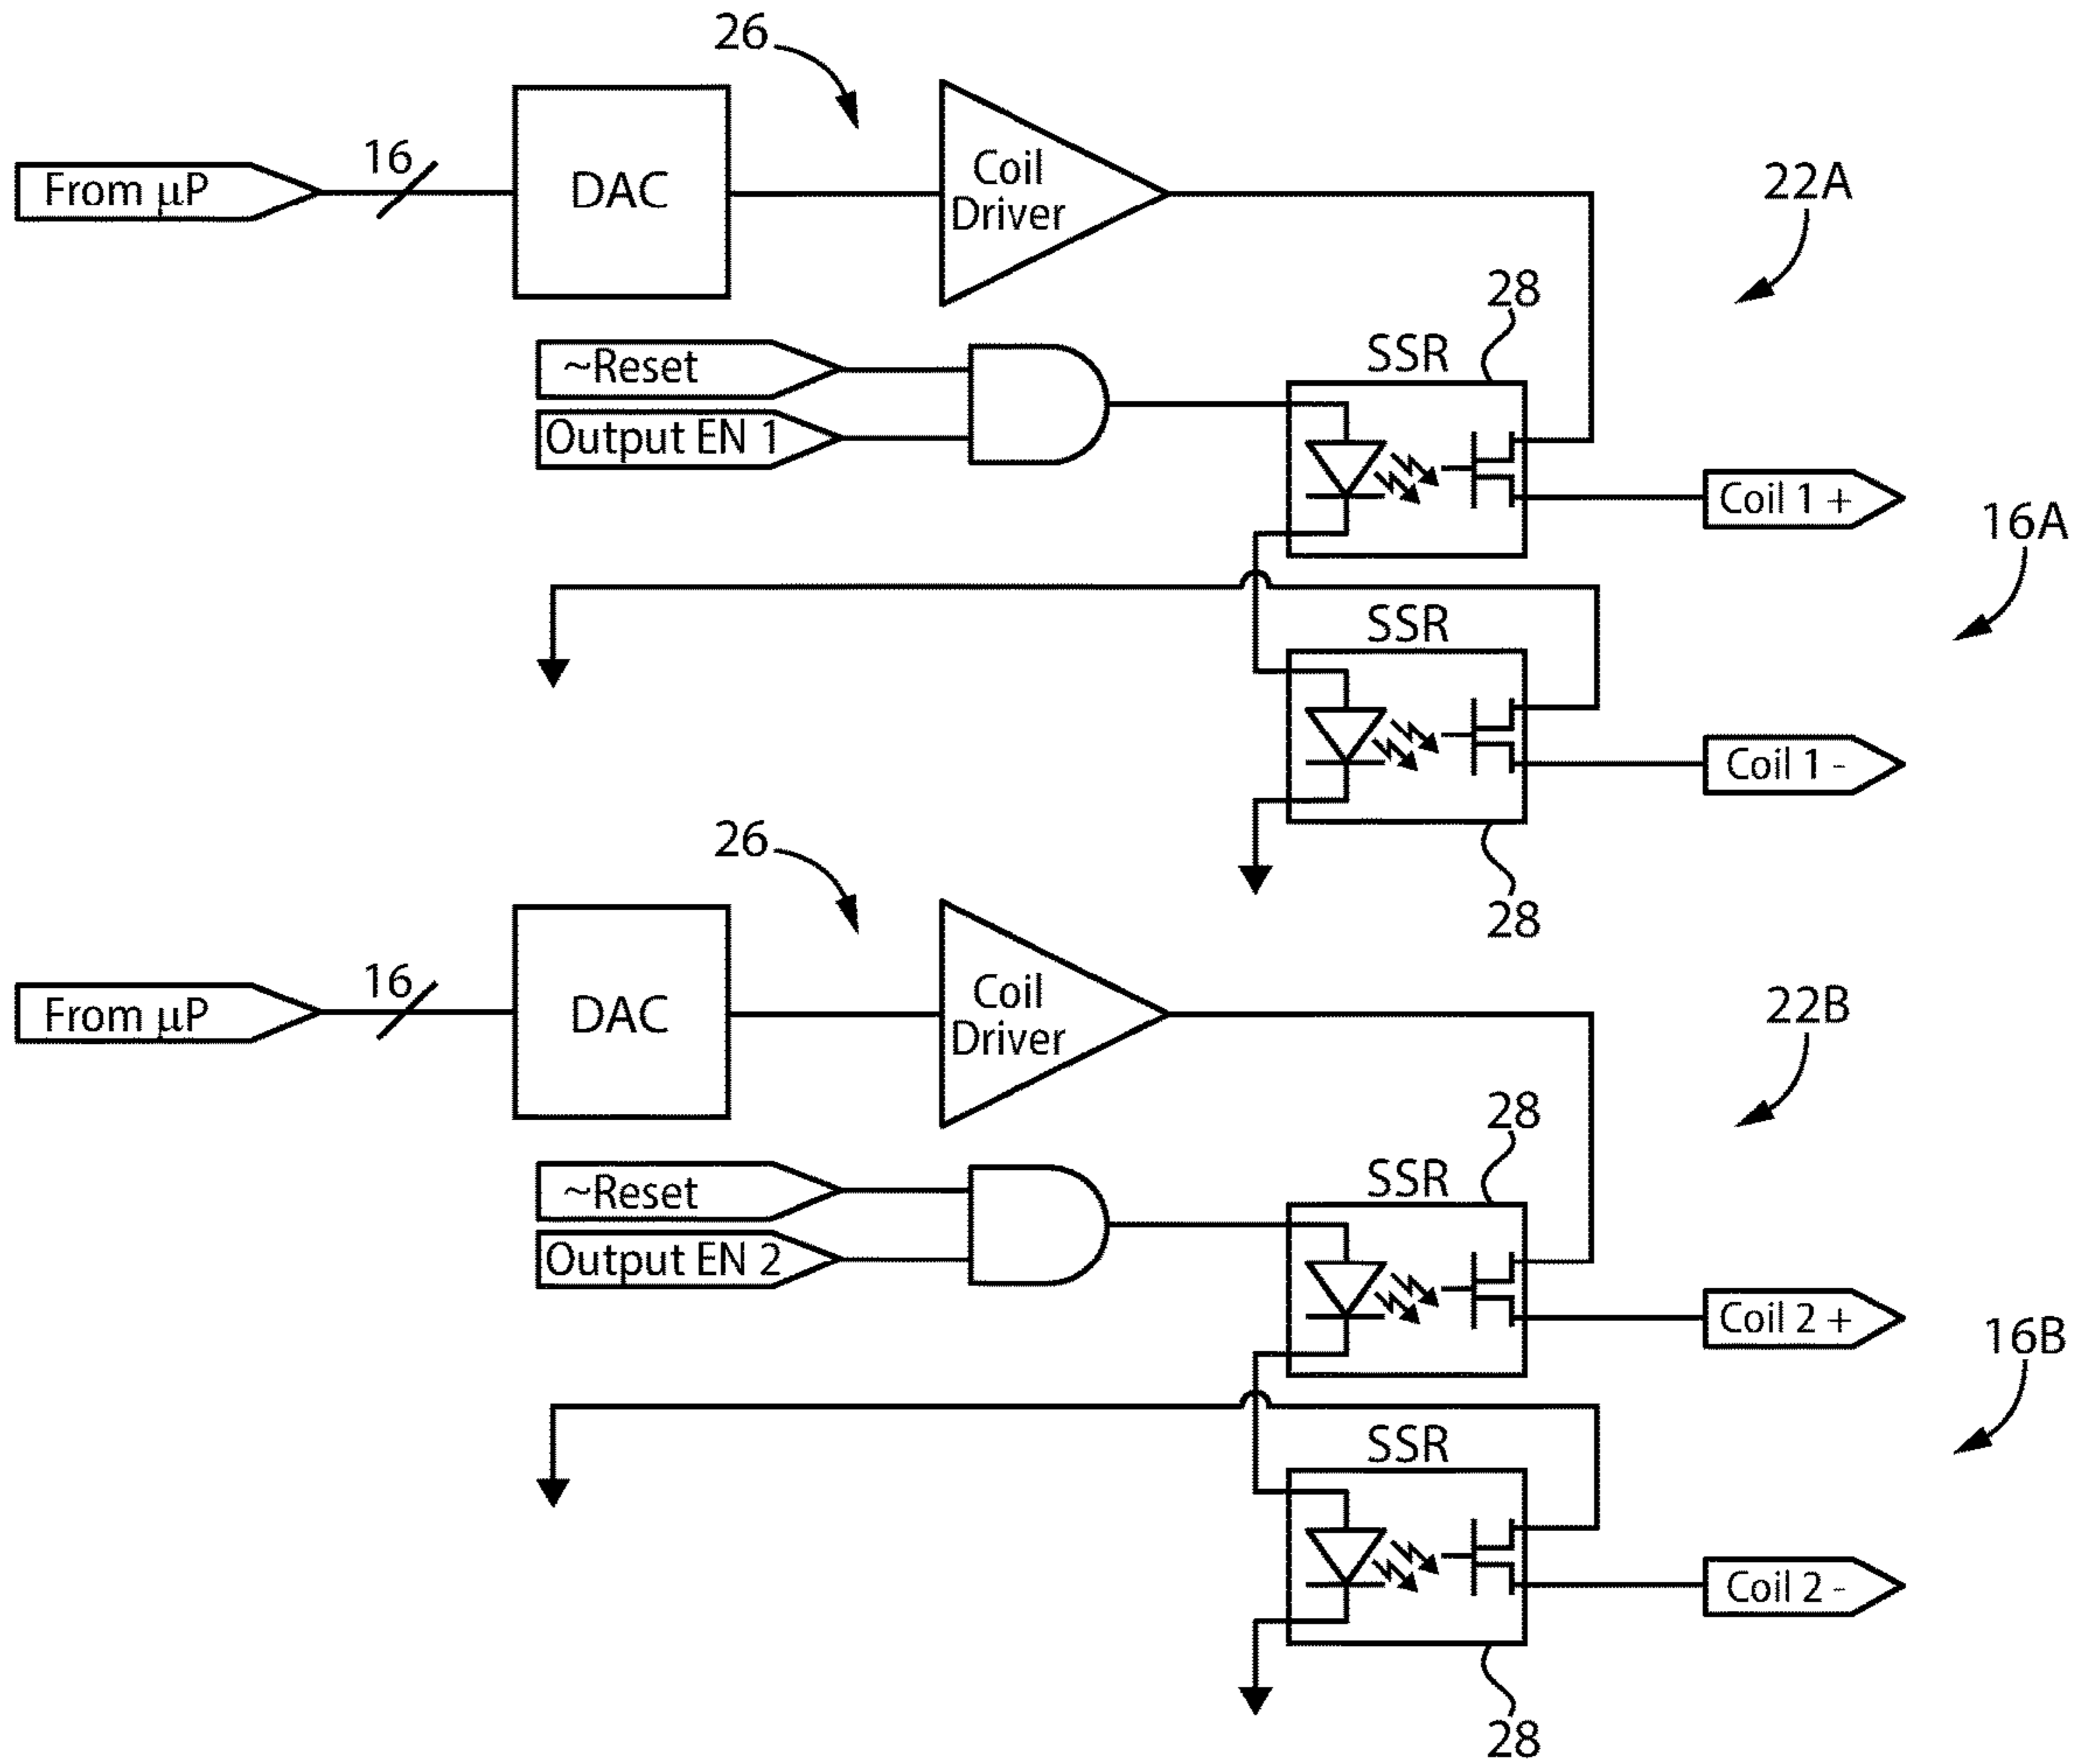 26
From μP
16
DAC
Coil
Driver
22A
28
~Reset
SSR
Output EN 1
Coil 1 +
16A
SSR
Coil 1 -
26
28
From μP
16
DAC
Coil
Driver
22B
28
~Reset
SSR
Output EN 2
Coil 2 +
16B
SSR
Coil 2 -
28